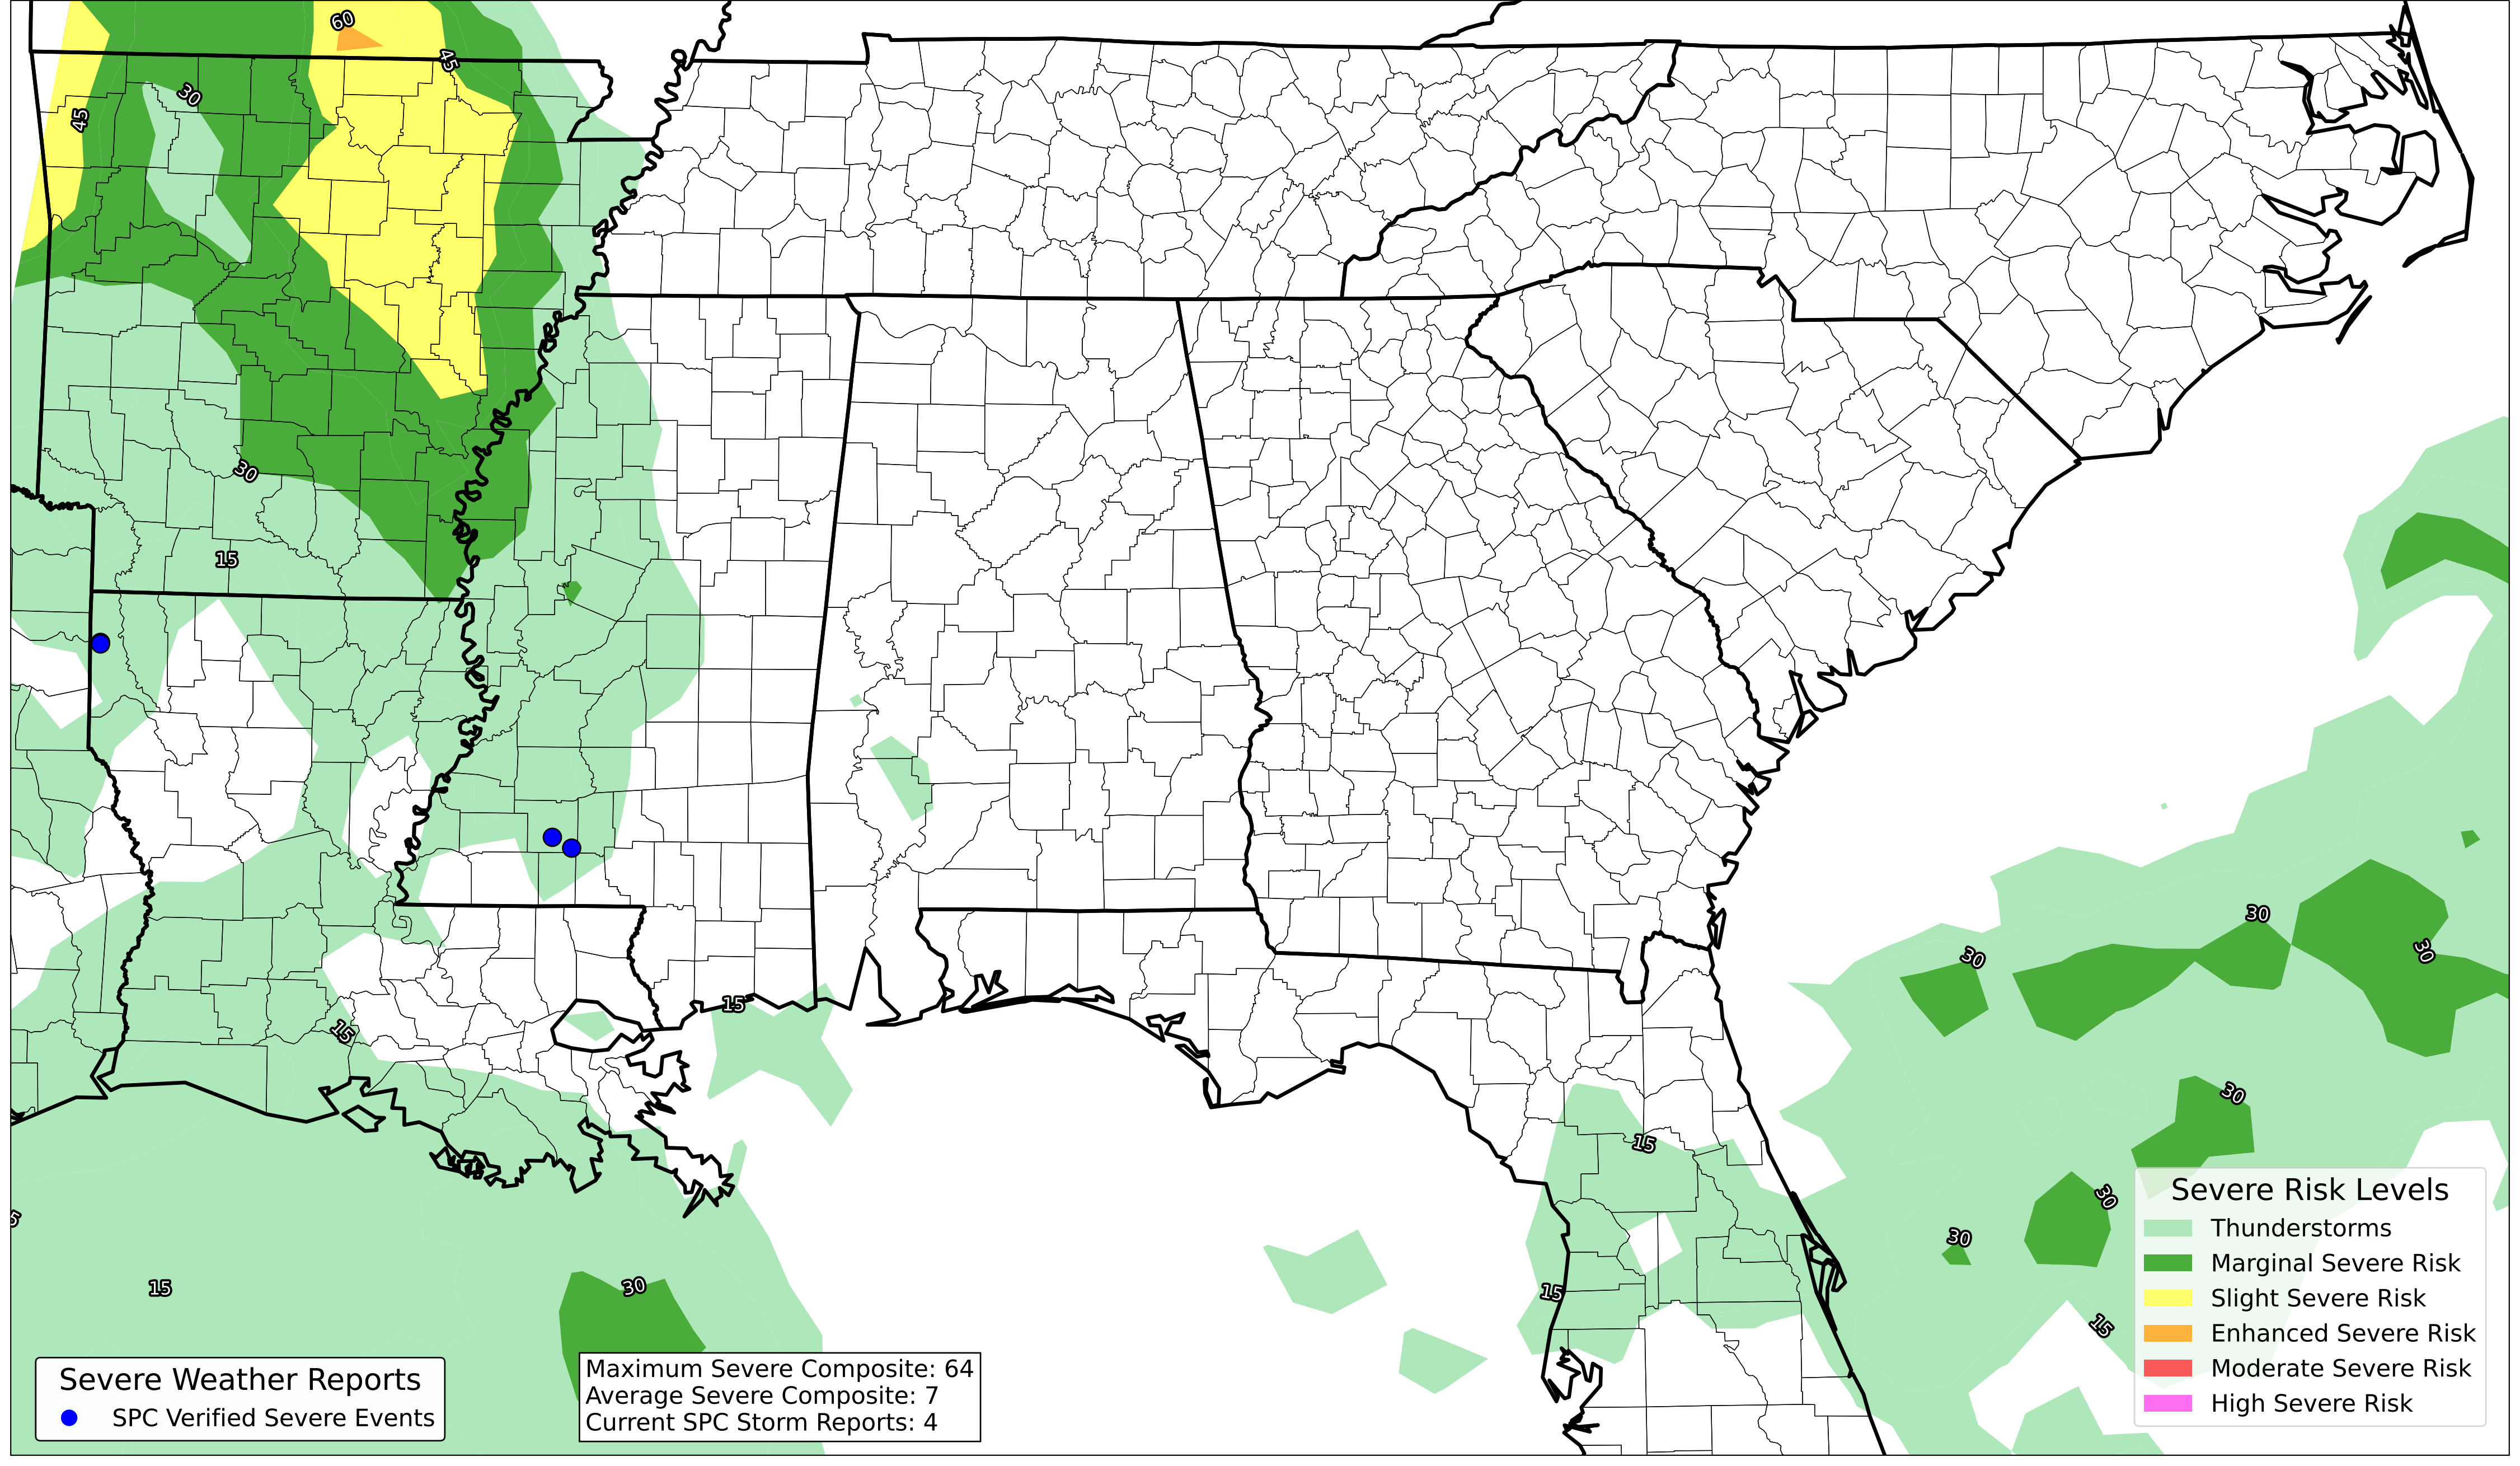 60
45
30
45
30
15
30
30
30
15
15
30
15
30
5
30
15
30
15
15
Severe Risk Levels
Thunderstorms
Marginal Severe Risk
Slight Severe Risk
Enhanced Severe Risk
Moderate Severe Risk
High Severe Risk
Severe Weather Reports
SPC Verified Severe Events
Maximum Severe Composite: 64
Average Severe Composite: 7
Current SPC Storm Reports: 4